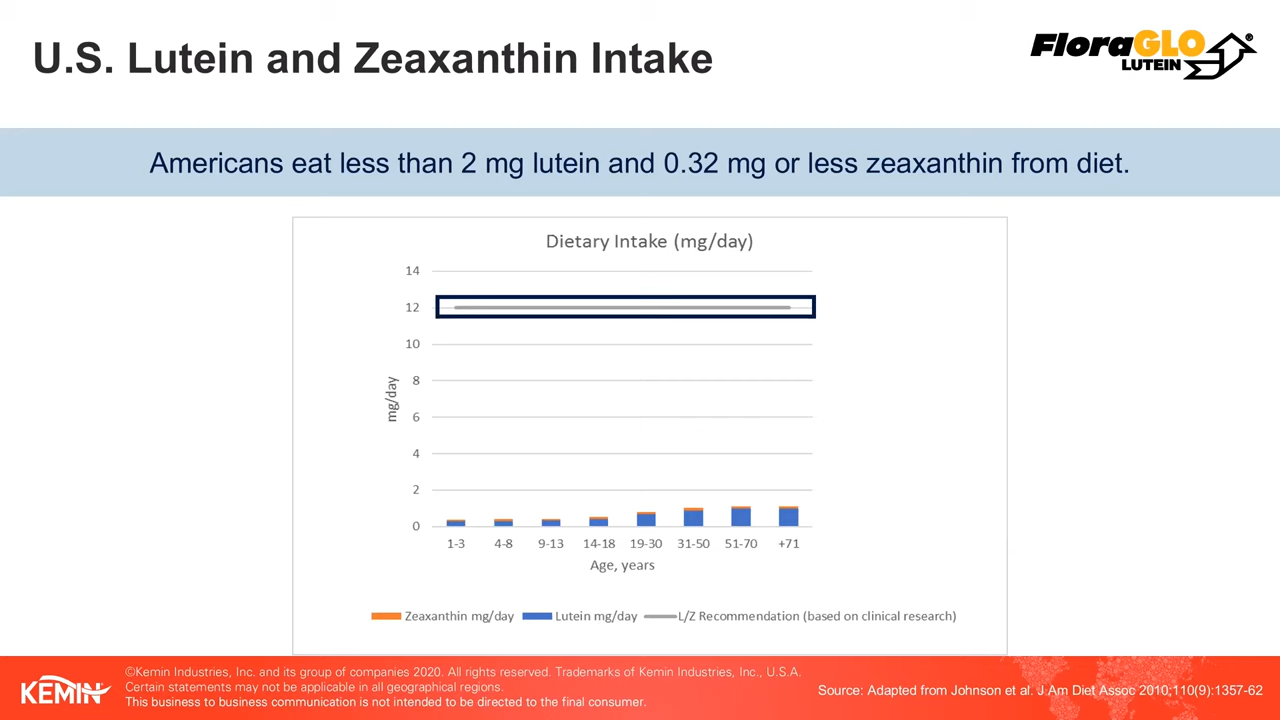 U.S. Lutein and Zeaxanthin Intake
FloraGLO®
LUTEIN
Americans eat less than 2 mg lutein and 0.32 mg or less zeaxanthin from diet.
Dietary Intake (mg/day)
14
12
10
8
6
4
2
0
mg/day
1-3 4-8 9-13 14-18 19-30 31-50 51-70 +71
Age, years
Zeaxanthin mg/day Lutein mg/day L/Z Recommendation (based on clinical research)
KEMIN
©Kemin Industries, Inc. and its group of companies 2020. All rights reserved. Trademarks of Kemin Industries, Inc., U.S.A.
Certain statements may not be applicable in all geographical regions.
This business to business communication is not intended to be directed to the final consumer.
Source: Adapted from Johnson et al. J Am Diet Assoc 2010;110(9):1357-62